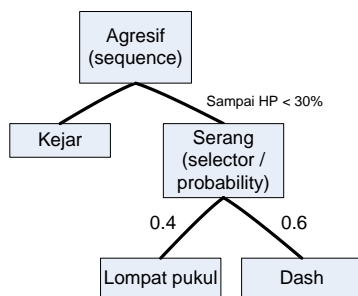 Agresif
(sequence)
Sampai HP < 30%
Kejar
Serang
(selector /
probability)
0.4
0.6
Lompat pukul
Dash